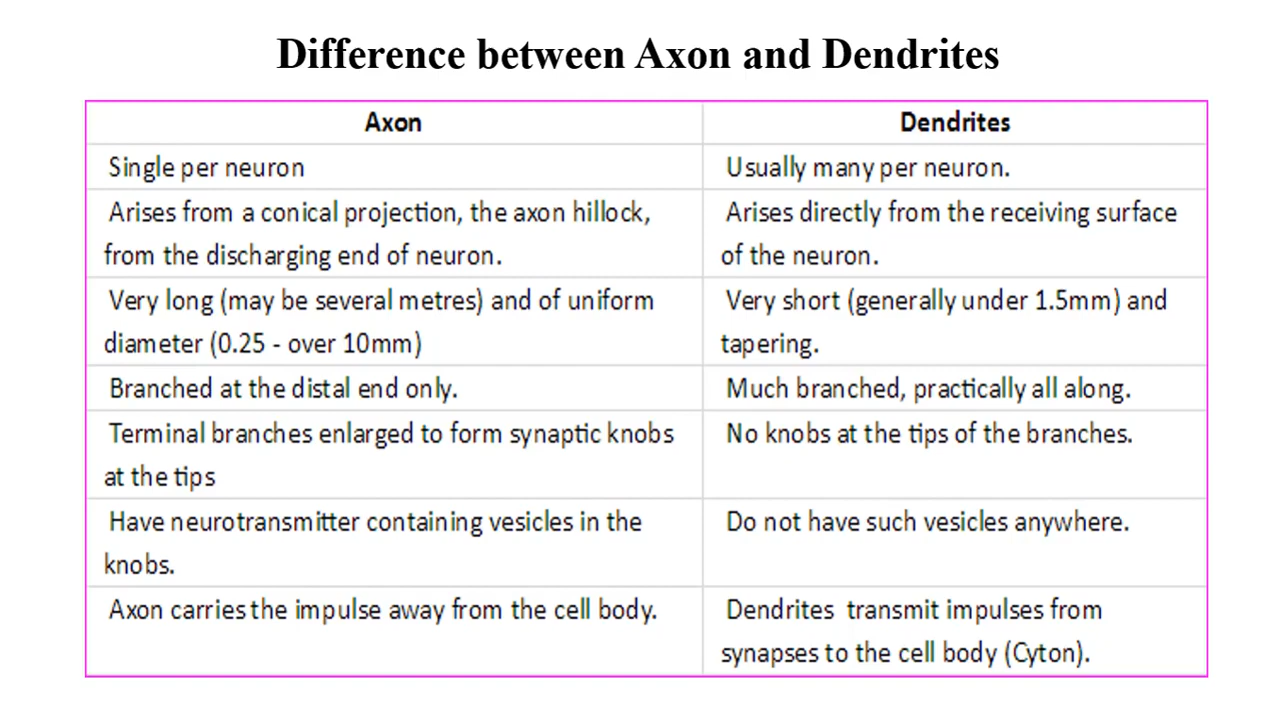 Difference between Axon and Dendrites
Axon
Dendrites
Single per neuron
Usually many per neuron.
Arises from a conical projection, the axon hillock,
from the discharging end of neuron.
Arises directly from the receiving surface
of the neuron.
Very long (may be several metres) and of uniform
diameter (0.25 - over 10mm)
Very short (generally under 1.5mm) and
tapering.
Branched at the distal end only.
Much branched, practically all along.
Terminal branches enlarged to form synaptic knobs
at the tips
No knobs at the tips of the branches.
Have neurotransmitter containing vesicles in the
knobs.
Do not have such vesicles anywhere.
Axon carries the impulse away from the cell body.
Dendrites transmit impulses from
synapses to the cell body (Cyton).